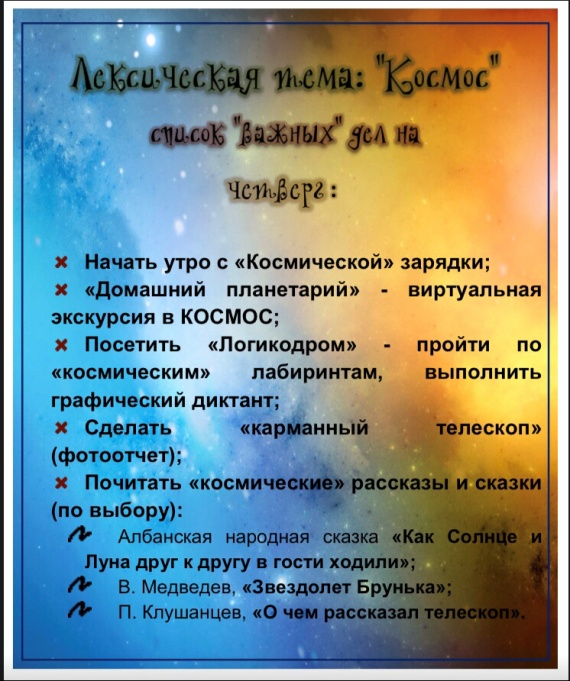 Лексическая тема: "Космос"
список "важных" дел на
четверг:
Начать утро с «Космической» зарядки;
«Домашний планетарий» - виртуальная
экскурсия в КОСМОС;
Посетить «Логикодром» - пройти по
«космическим» лабиринтам, выполнить
графический диктант;
Сделать «карманный телескоп»
(фотоотчет);
Почитать «космические» рассказы и сказки
(по выбору):
Албанская народная сказка «Как Солнце и
Луна друг к другу в гости ходили»;
В. Медведев, «Звездолет Брунька»;
П. Клушанцев, «О чем рассказал телескоп».